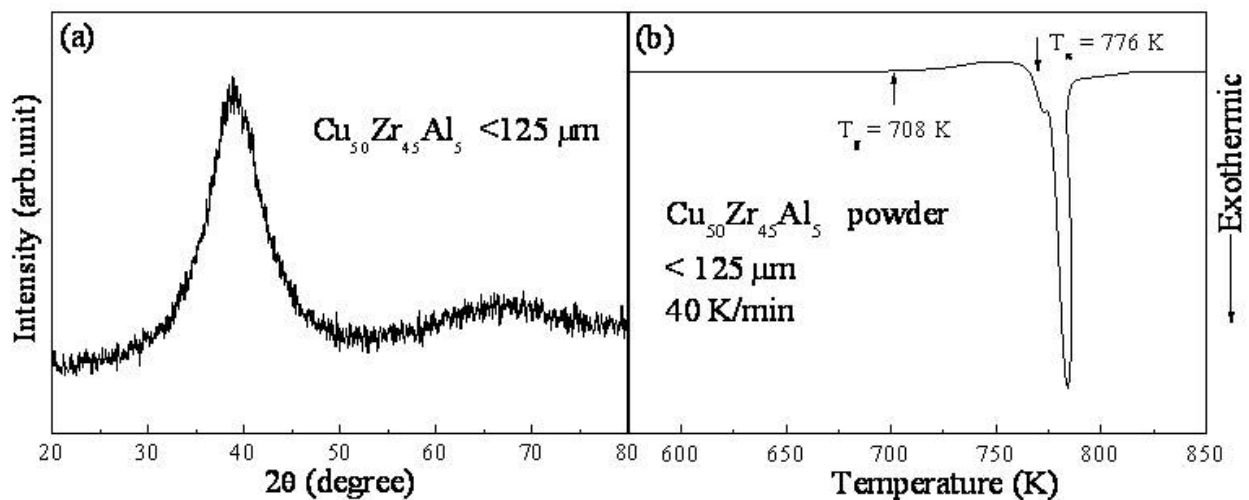 (a)
Cu₅₀Zr₄₅Al₅ <125 μm
Intensity (arb.unit)
20 30 40 50 60 70 80
2θ (degree)
(b)
Tₓ = 776 K
T_g = 708 K
Cu₅₀Zr₄₅Al₅ powder
< 125 μm
40 K/min
Exothermic
600 650 700 750 800 850
Temperature (K)